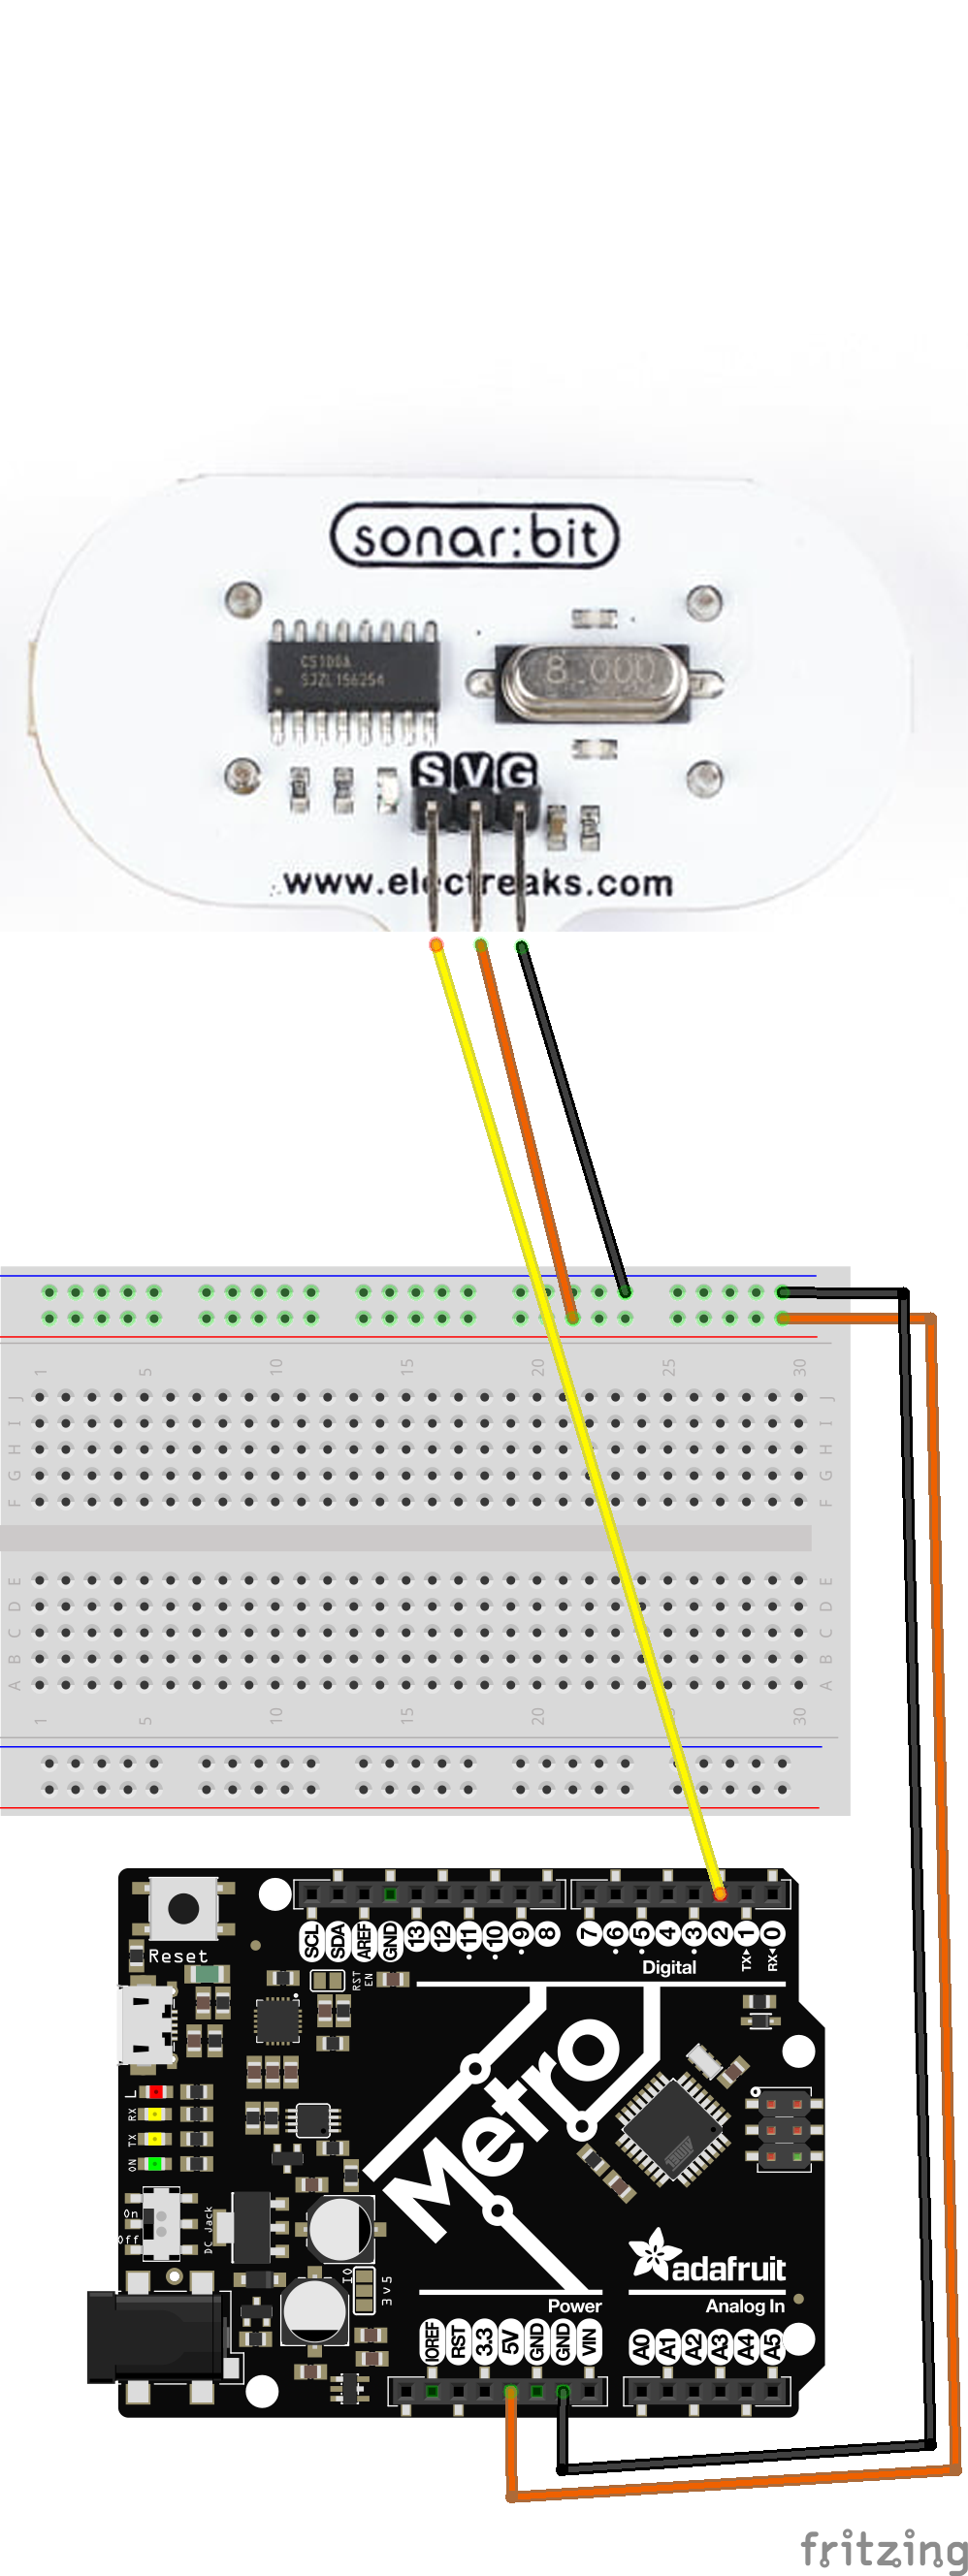 sonar:bit
CS100A
SJZL156254
8.000
S V G
www.elecfreaks.com
1 5 10 15 20 25 30
J J
I I
H H
G G
F F
E E
D D
C C
B B
A A
1 5 10 15 20 30
SCL SDA AREF GND 13 12 11 10 9 8 7 6 5 4 3 2 1 0
TX RX
Reset
RST EN
Digital
Metro
L
RX
TX
ON
On
Off
DC Jack
IO
3v5
ATMEL
adafruit
Power
Analog In
IOREF RST 3.3 5V GND GND VIN A0 A1 A2 A3 A4 A5
fritzing